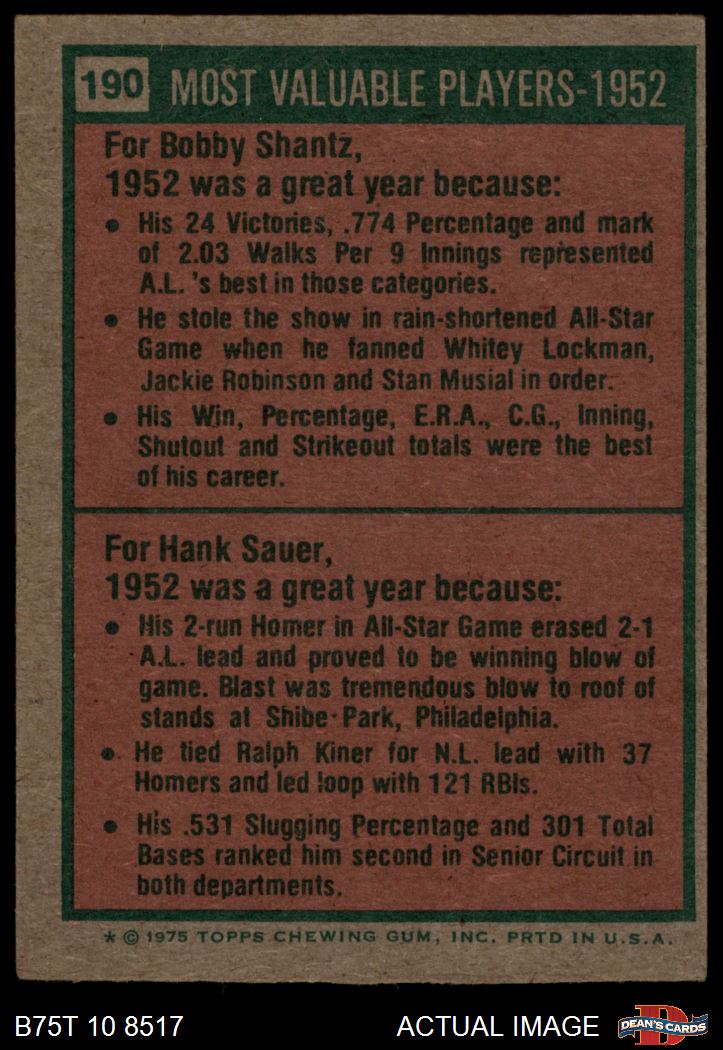 190 MOST VALUABLE PLAYERS-1952
For Bobby Shantz,
1952 was a great year because:
• His 24 Victories, .774 Percentage and mark
of 2.03 Walks Per 9 Innings represented
A.L. 's best in those categories.
• He stole the show in rain-shortened All-Star
Game when he fanned Whitey Lockman,
Jackie Robinson and Stan Musial in order.
• His Win, Percentage, E.R.A., C.G., Inning,
Shutout and Strikeout totals were the best
of his career.
For Hank Sauer,
1952 was a great year because:
• His 2-run Homer in All-Star Game erased 2-1
A.L. lead and proved to be winning blow of
game. Blast was tremendous blow to roof of
stands at Shibe Park, Philadelphia.
• He tied Ralph Kiner for N.L. lead with 37
Homers and led loop with 121 RBIs.
• His .531 Slugging Percentage and 301 Total
Bases ranked him second in Senior Circuit in
both departments.
* © 1975 TOPPS CHEWING GUM, INC. PRTD IN U.S.A.
B75T 10 8517 ACTUAL IMAGE DEAN'S CARDS